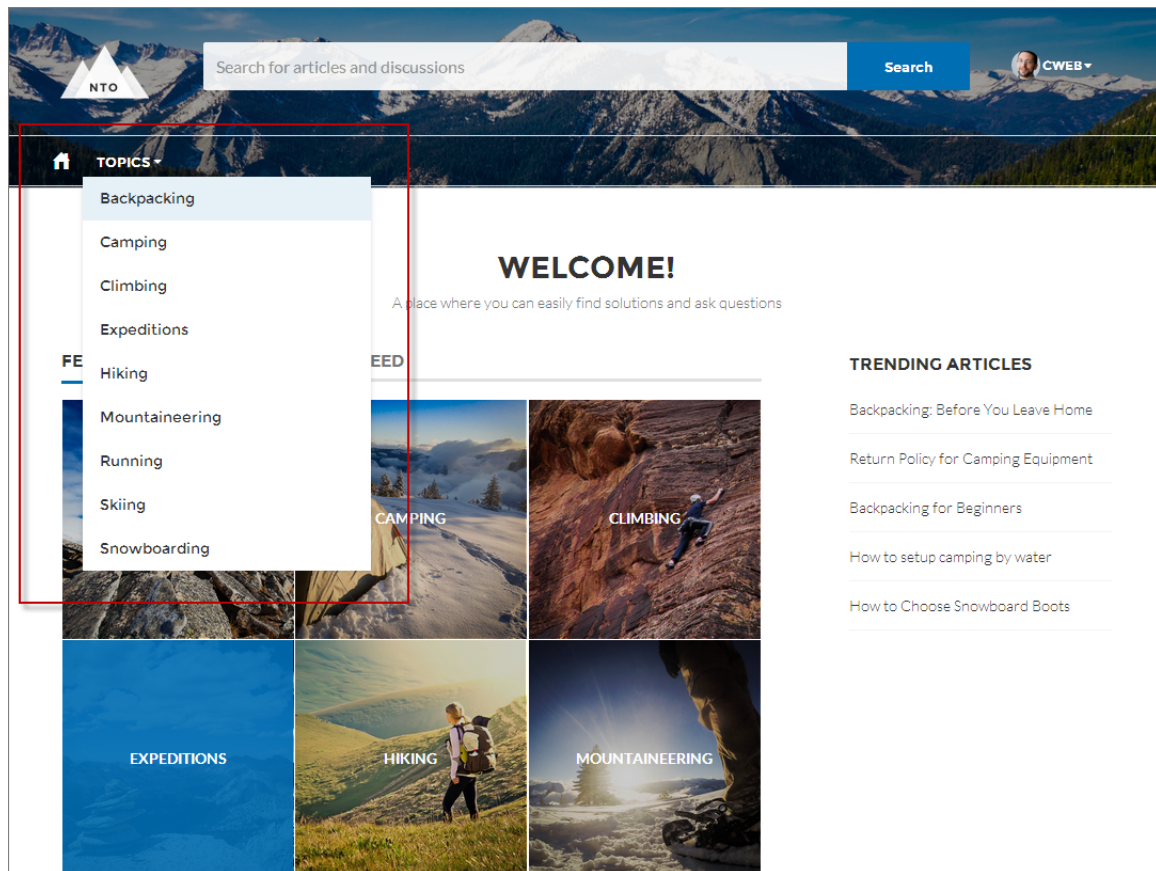 NTO
Search for articles and discussions
Search
CWEB
TOPICS
Backpacking
Camping
Climbing
Expeditions
Hiking
Mountaineering
Running
Skiing
Snowboarding
WELCOME!
A place where you can easily find solutions and ask questions
FE
EED
CAMPING
CLIMBING
EXPEDITIONS
HIKING
MOUNTAINEERING
TRENDING ARTICLES
Backpacking: Before You Leave Home
Return Policy for Camping Equipment
Backpacking for Beginners
How to setup camping by water
How to Choose Snowboard Boots